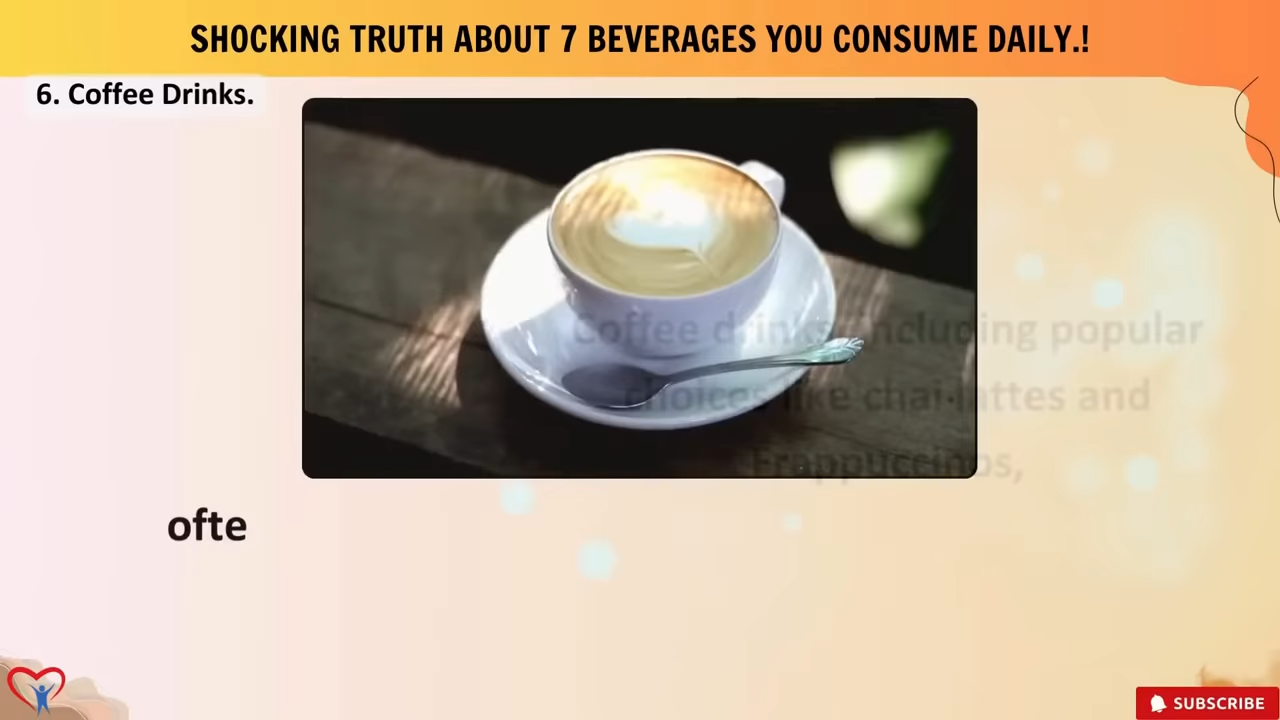 SHOCKING TRUTH ABOUT 7 BEVERAGES YOU CONSUME DAILY.!
6. Coffee Drinks.
Coffee drinks, including popular
choices like chai lattes and
Frappuccinos,
ofte
SUBSCRIBE